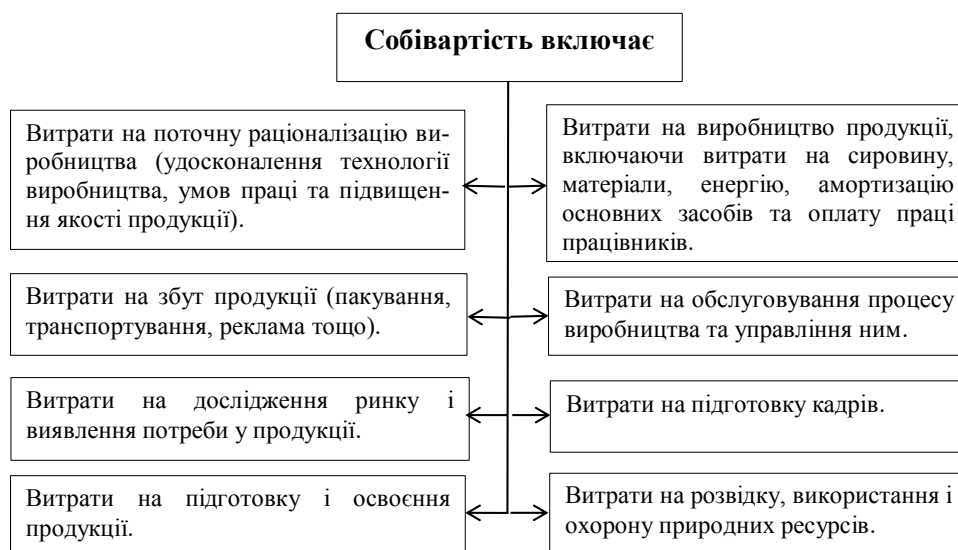 Собівартість включає
Витрати на поточну раціоналізацію ви-
робництва (удосконалення технології
виробництва, умов праці та підвищен-
ня якості продукції).
Витрати на виробництво продукції,
включаючи витрати на сировину,
матеріали, енергію, амортизацію
основних засобів та оплату праці
працівників.
Витрати на збут продукції (пакування,
транспортування, реклама тощо).
Витрати на обслуговування процесу
виробництва та управління ним.
Витрати на дослідження ринку і
виявлення потреби у продукції.
Витрати на підготовку кадрів.
Витрати на підготовку і освоєння
продукції.
Витрати на розвідку, використання і
охорону природних ресурсів.